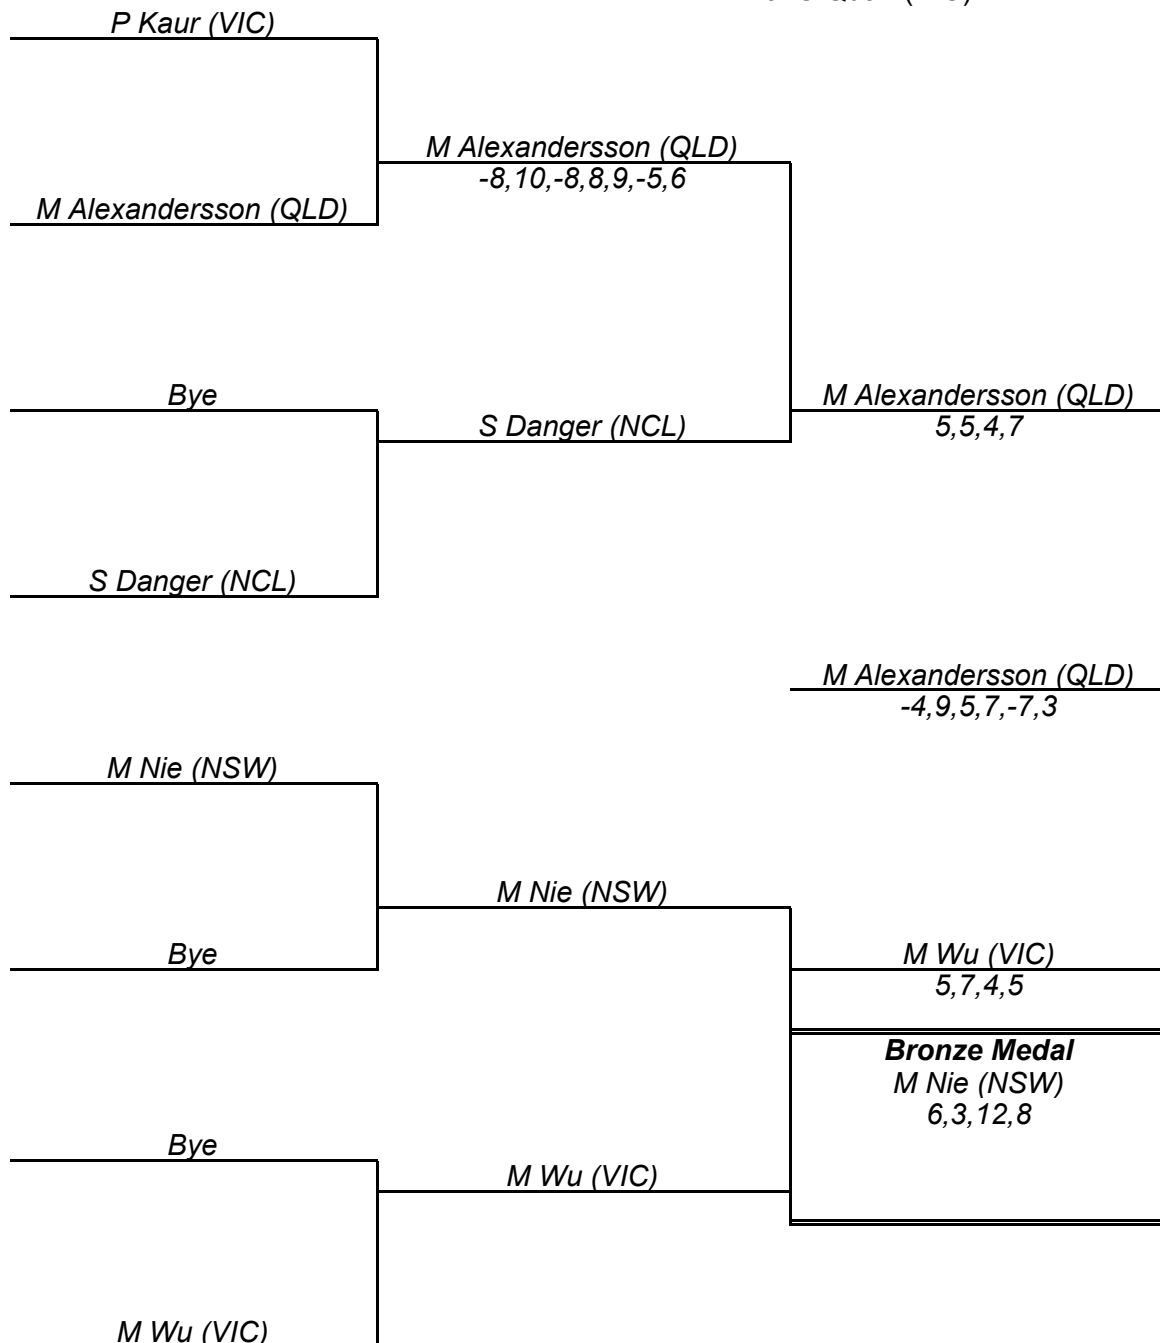 P Kaur (VIC)
M Alexandersson (QLD)
-8,10,-8,8,9,-5,6
M Alexandersson (QLD)
Bye
M Alexandersson (QLD)
S Danger (NCL)
5,5,4,7
S Danger (NCL)
M Alexandersson (QLD)
-4,9,5,7,-7,3
M Nie (NSW)
M Nie (NSW)
Bye
M Wu (VIC)
5,7,4,5
Bronze Medal
M Nie (NSW)
6,3,12,8
Bye
M Wu (VIC)
M Wu (VIC)